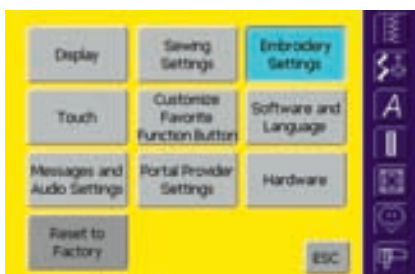 Display
Sewing
Settings
Embroidery
Settings
Touch
Customize
Favorite
Function Button
Software and
Language
Messages and
Audio Settings
Portal Provider
Settings
Hardware
Reset to
Factory
ESC
A